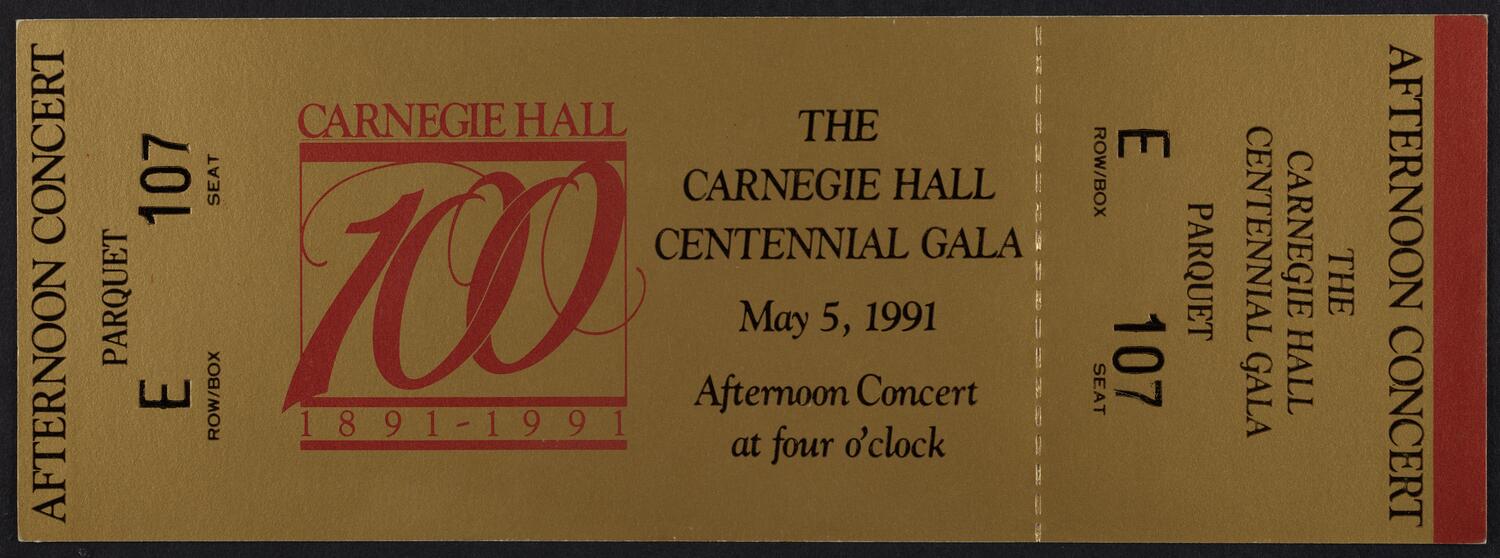 AFTERNOON CONCERT
PARQUET
E 107
ROW/BOX SEAT
CARNEGIE HALL
100
1891-1991
THE
CARNEGIE HALL
CENTENNIAL GALA
May 5, 1991
Afternoon Concert
at four o'clock
AFTERNOON CONCERT
THE
CARNEGIE HALL
CENTENNIAL GALA
PARQUET
E 107
ROW/BOX SEAT